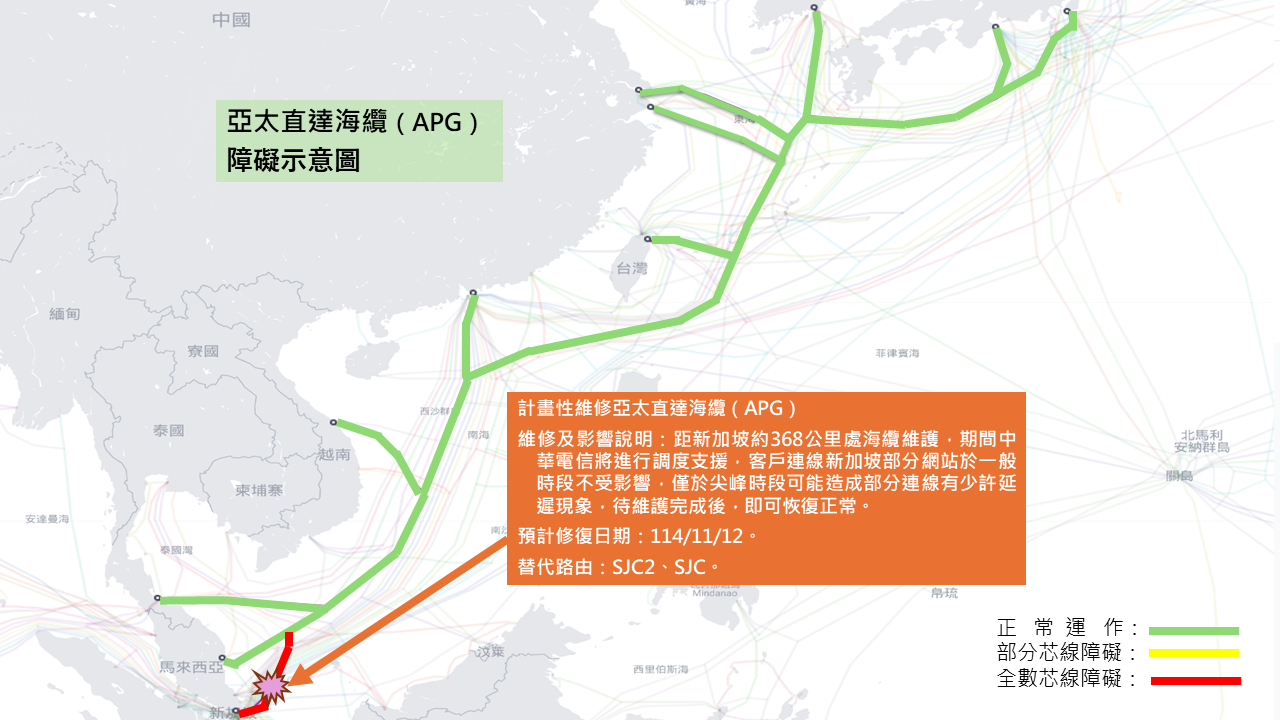 中國
黃海
亞太直達海纜（APG）
障礙示意圖
東海
台灣
緬甸
寮國
菲律賓海
泰國
西沙群
南海
越南
柬埔寨
安達曼海
泰國灣
南沙
計畫性維修亞太直達海纜（APG）
維修及影響說明：距新加坡約368公里處海纜維護，期間中
華電信將進行調度支援，客戶連線新加坡部分網站於一般
時段不受影響，僅於尖峰時段可能造成部分連線有少許延
遲現象，待維護完成後，即可恢復正常。
預計修復日期：114/11/12。
替代路由：SJC2、SJC。
北馬利
安納群島
關島
Mindanao
帛琉
馬來西亞
汶萊
西里伯斯海
新加坡
正常運作：
部分芯線障礙：
全數芯線障礙：